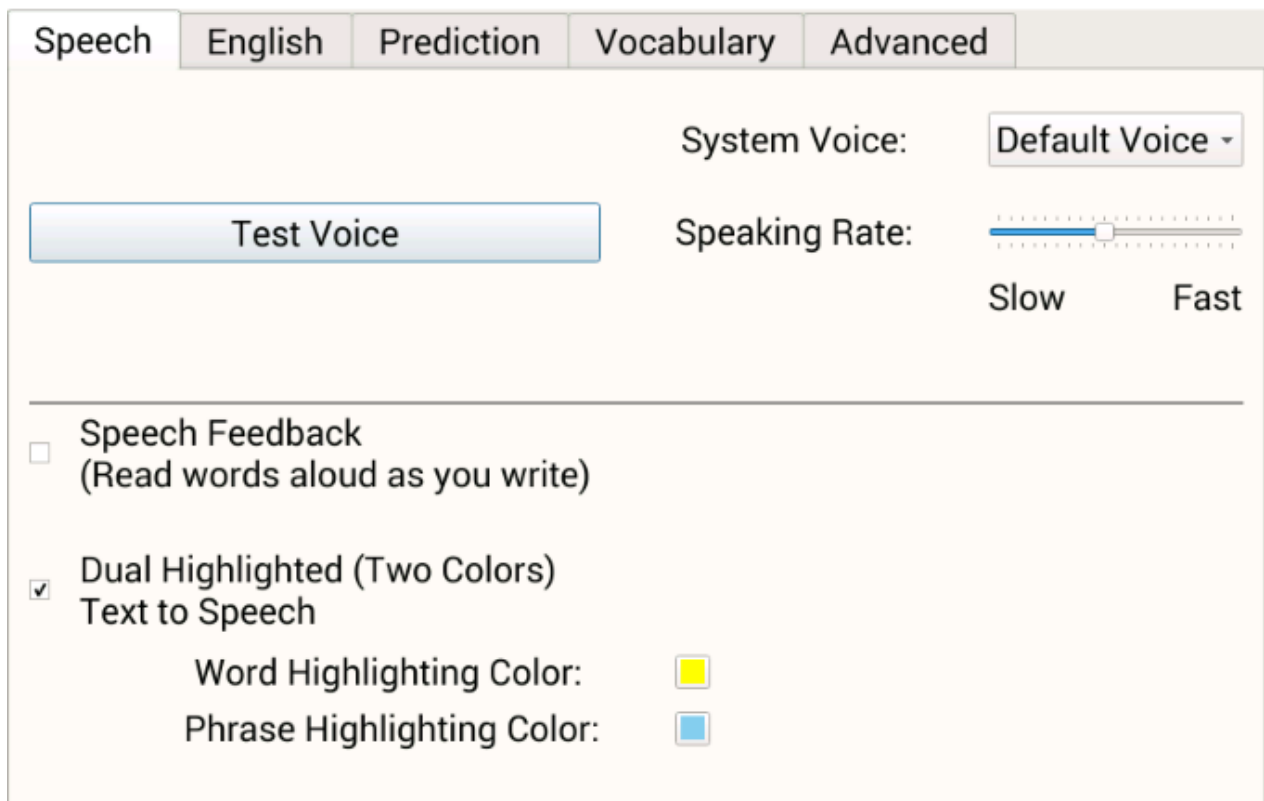 Speech English Prediction Vocabulary Advanced
System Voice: Default Voice
Test Voice Speaking Rate:
Slow Fast
Speech Feedback
(Read words aloud as you write)
Dual Highlighted (Two Colors)
Text to Speech
Word Highlighting Color:
Phrase Highlighting Color: